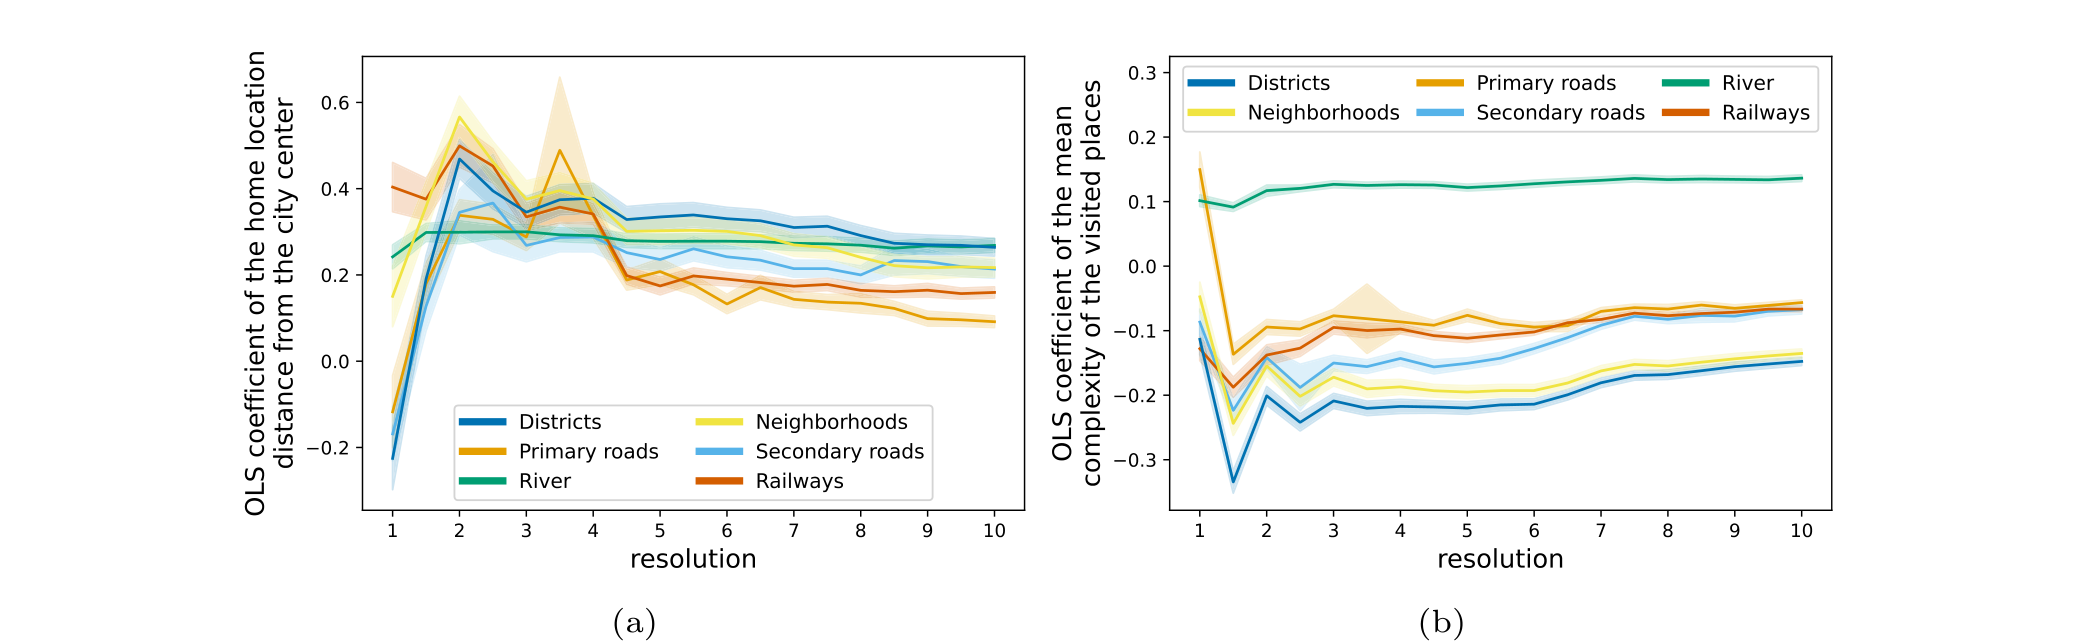 OLS coefficient of the home location
distance from the city center
0.6
0.4
0.2
0.0
−0.2
Districts
Primary roads
River
Neighborhoods
Secondary roads
Railways
1 2 3 4 5 6 7 8 9 10
resolution
(a)
OLS coefficient of the mean
complexity of the visited places
0.3
0.2
0.1
0.0
−0.1
−0.2
−0.3
Districts
Neighborhoods
Primary roads
Secondary roads
River
Railways
1 2 3 4 5 6 7 8 9 10
resolution
(b)